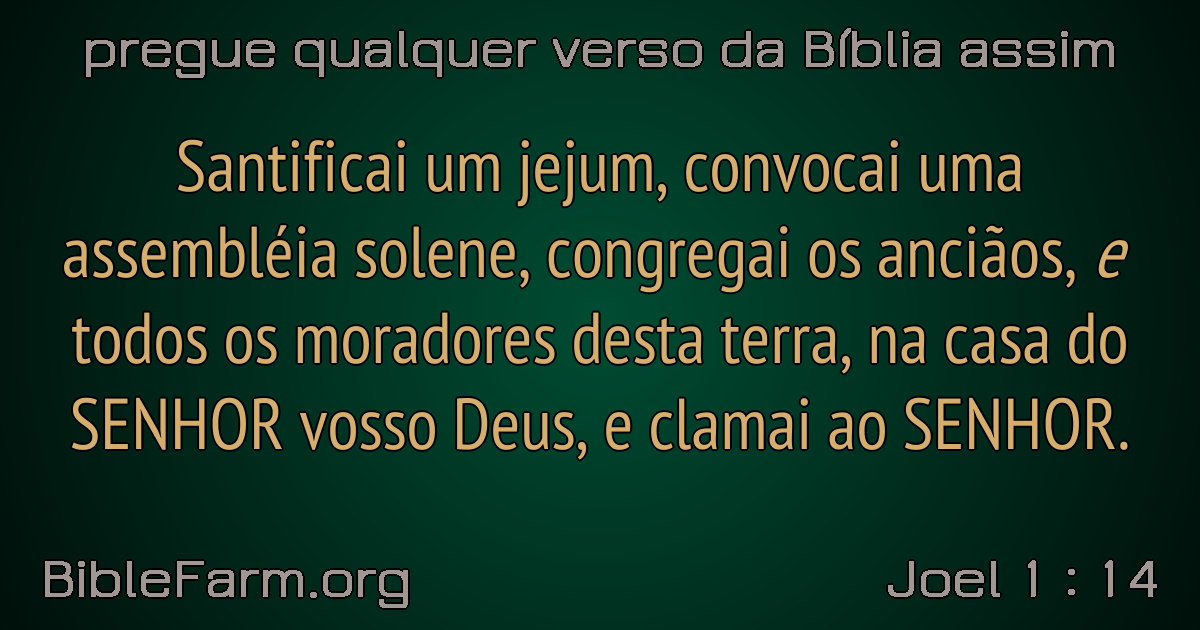 pregue qualquer verso da Bíblia assim
Santificai um jejum, convocai uma
assembléia solene, congregai os anciãos, e
todos os moradores desta terra, na casa do
SENHOR vosso Deus, e clamai ao SENHOR.
BibleFarm.org
Joel 1 : 14